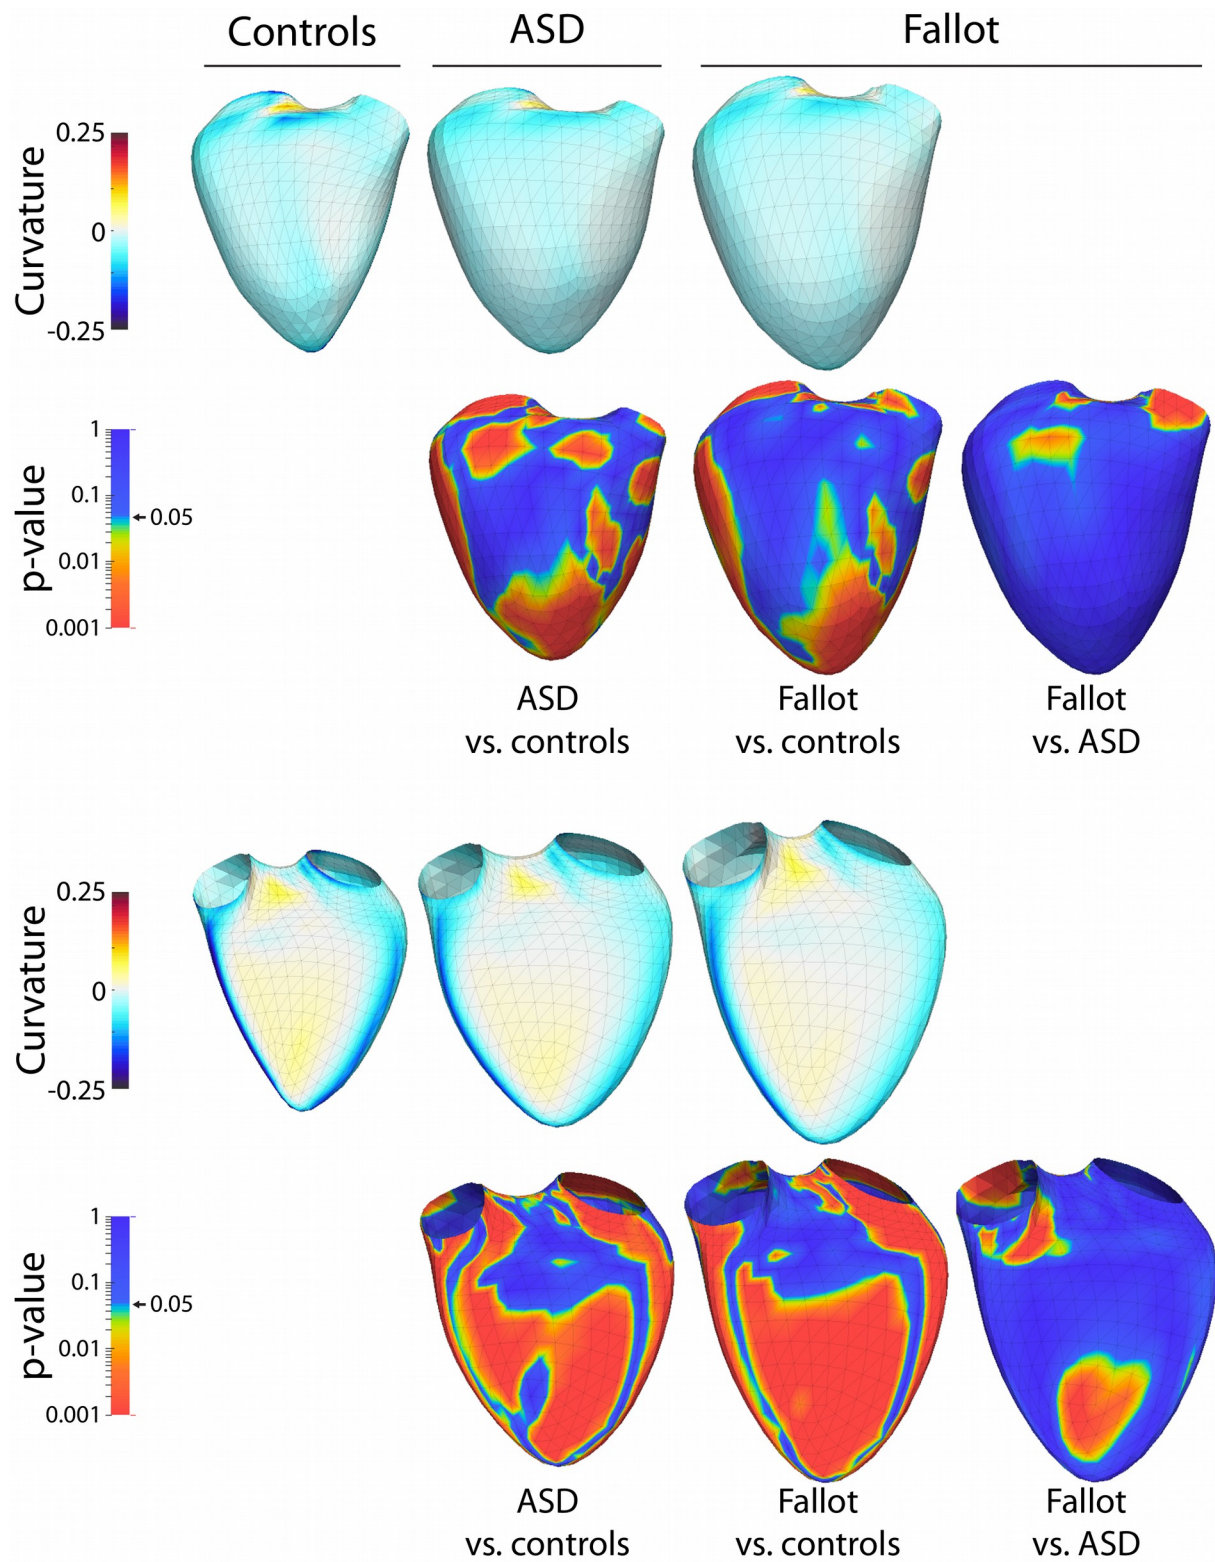 Controls ASD Fallot
Curvature
0.25
0
-0.25
p-value
1
0.1
0.05
0.01
0.001
ASD
vs. controls
Fallot
vs. controls
Fallot
vs. ASD
Curvature
0.25
0
-0.25
p-value
1
0.1
0.05
0.01
0.001
ASD
vs. controls
Fallot
vs. controls
Fallot
vs. ASD